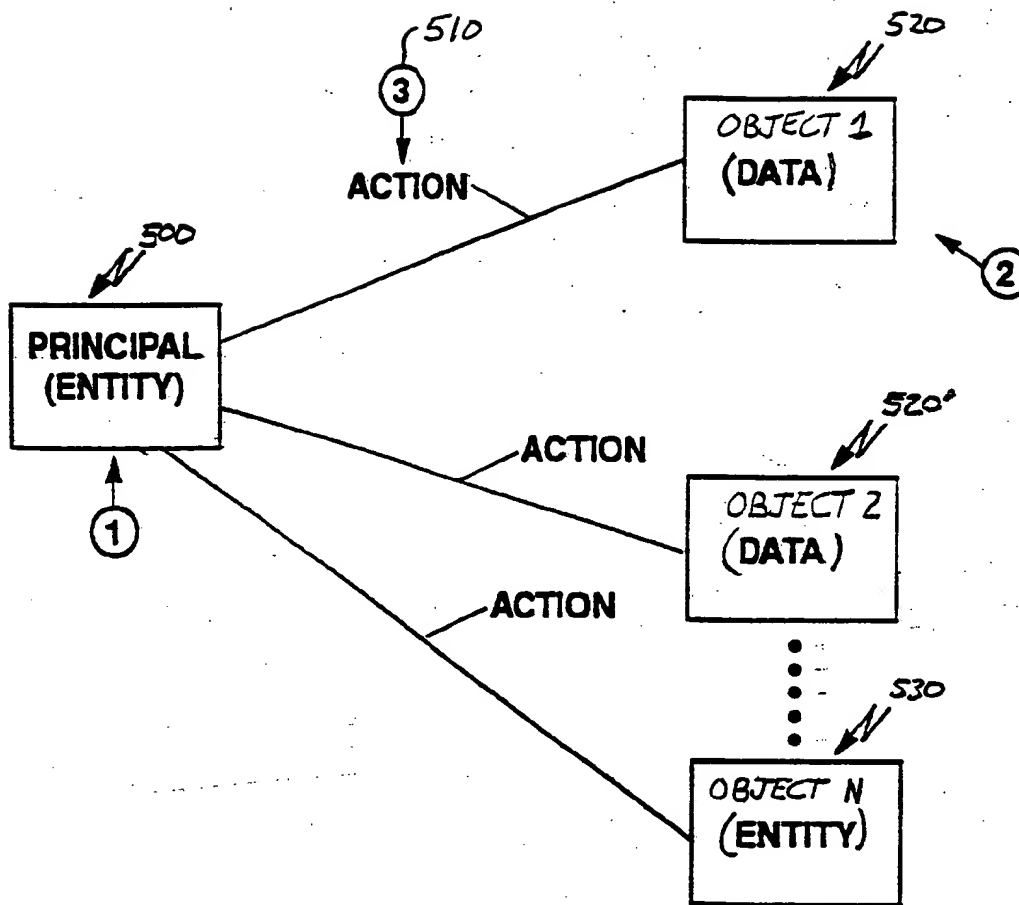 510
3
ACTION
520
OBJECT 1
(DATA)
2
500
PRINCIPAL
(ENTITY)
1
ACTION
520'
OBJECT 2
(DATA)
ACTION
530
OBJECT N
(ENTITY)